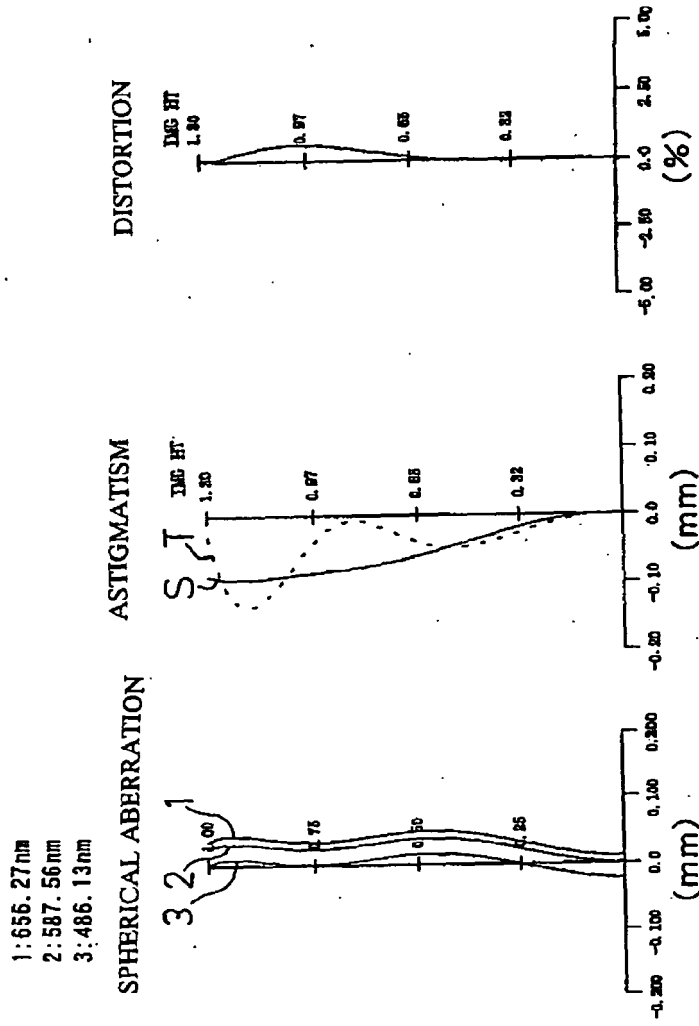 1:656.27nm
2:587.56nm
3:486.13nm
SPHERICAL ABERRATION
3 2 1
1.00
0.75
0.50
0.25
-0.200 -0.100 0.0 0.100 0.200
(mm)
ASTIGMATISM
S T
IMG HT
1.30
0.97
0.65
0.32
-0.20 -0.10 0.0 0.10 0.20
(mm)
DISTORTION
IMG HT
1.30
0.97
0.65
0.32
-5.00 -2.50 0.0 2.50 5.00
(%)